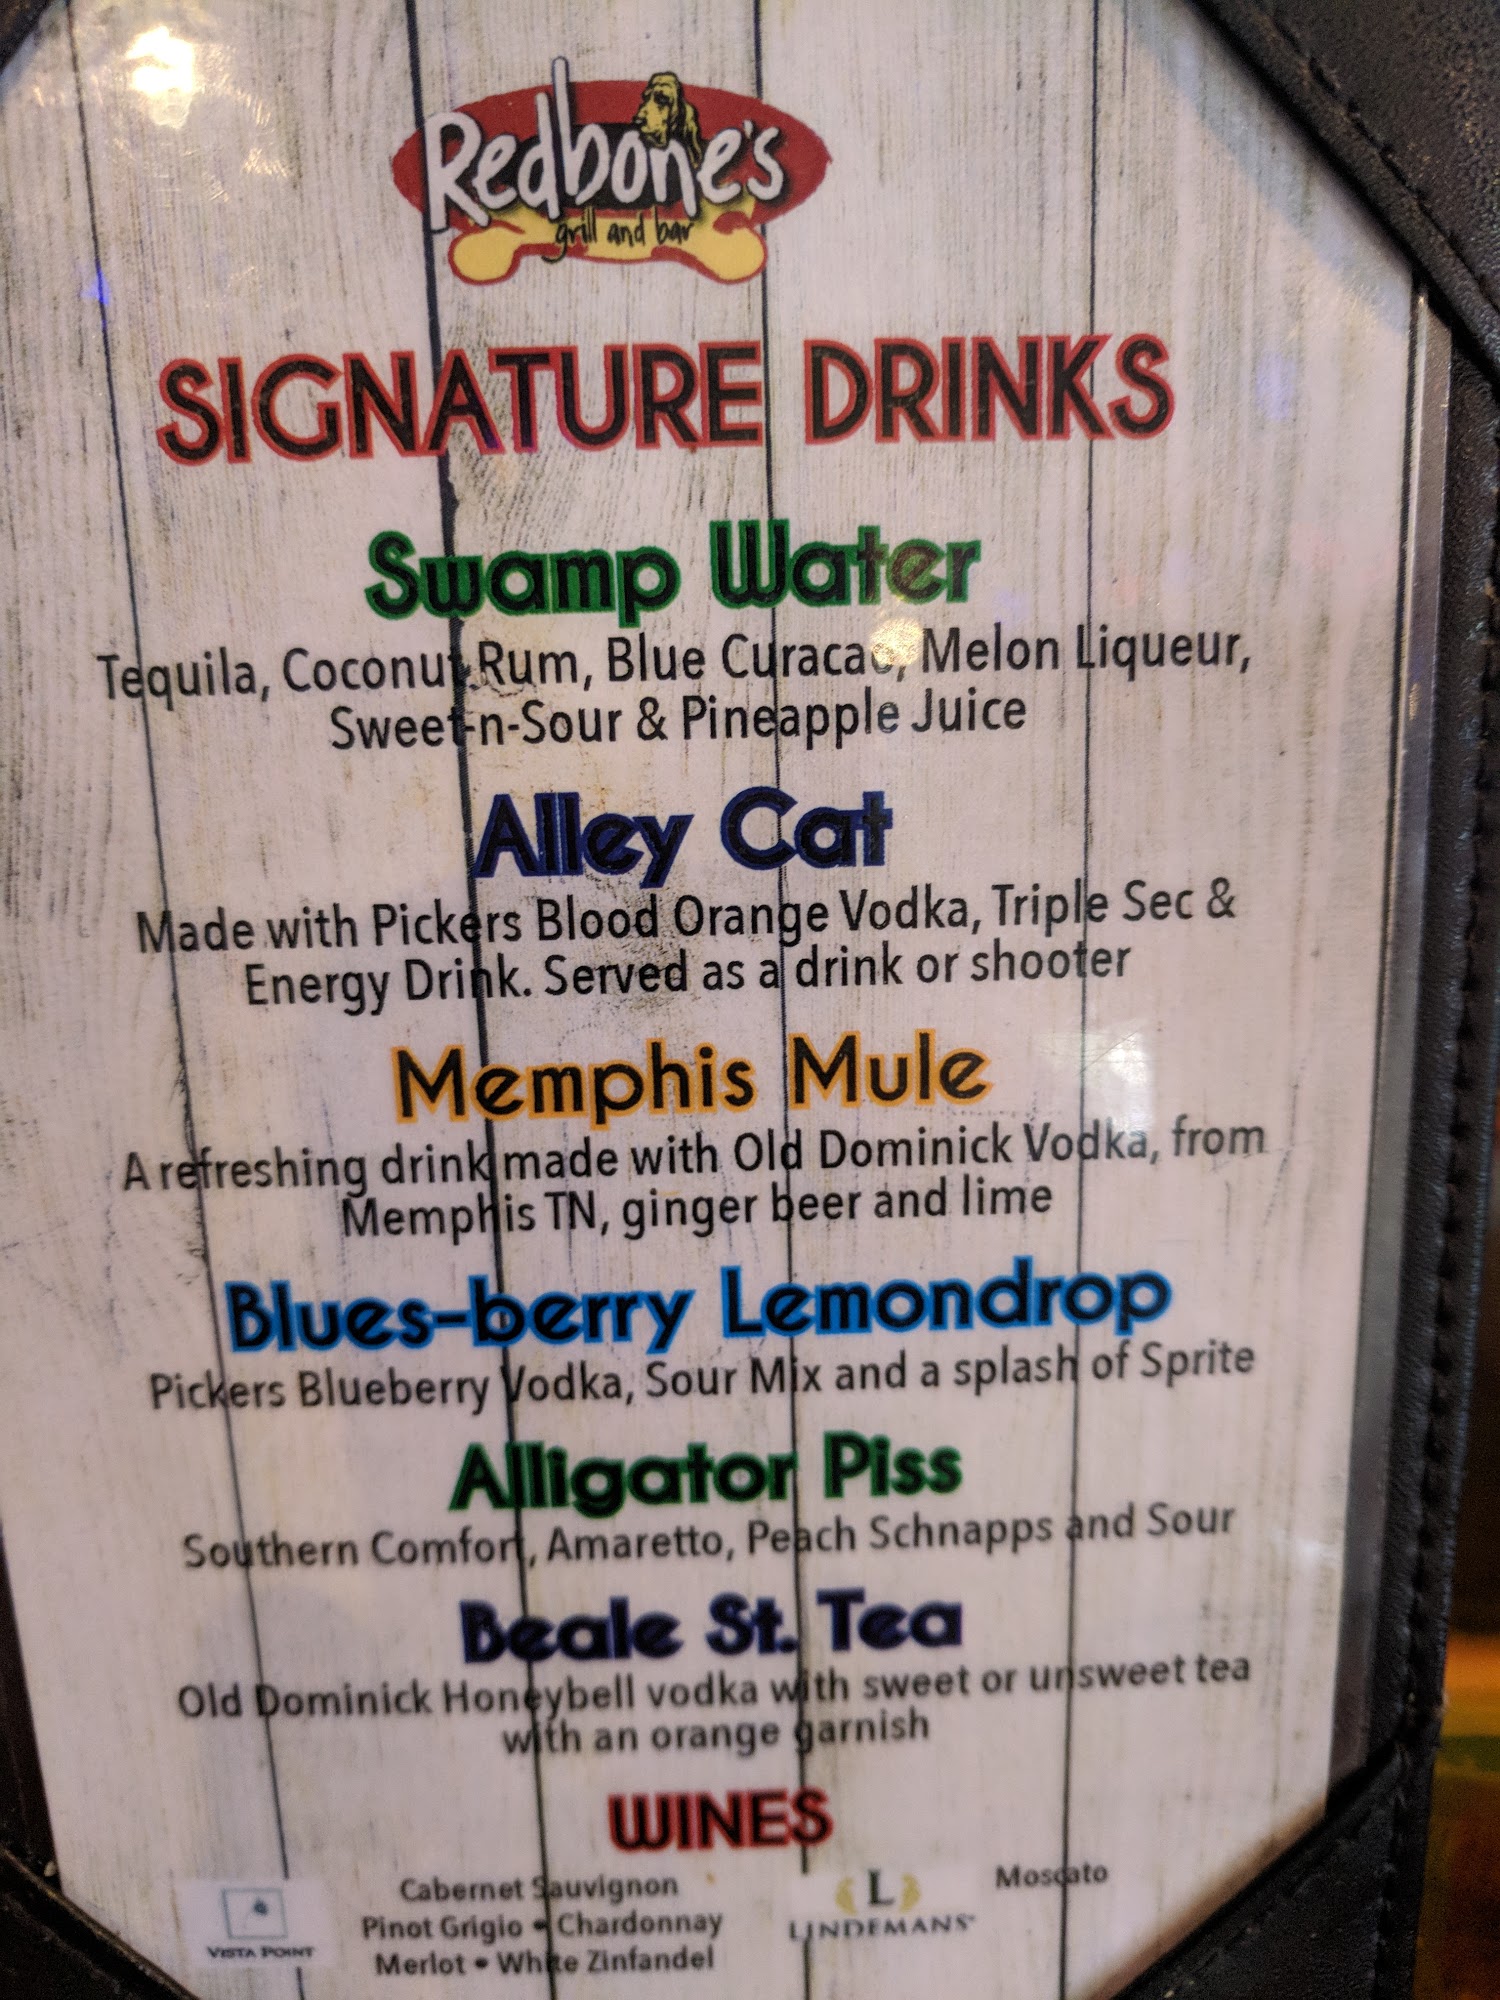 Redbone's
grill and bar
SIGNATURE DRINKS
Swamp Water
Tequila, Coconut Rum, Blue Curacao, Melon Liqueur,
Sweet-n-Sour & Pineapple Juice
Alley Cat
Made with Pickers Blood Orange Vodka, Triple Sec &
Energy Drink. Served as a drink or shooter
Memphis Mule
A refreshing drink made with Old Dominick Vodka, from
Memphis TN, ginger beer and lime
Blues-berry Lemondrop
Pickers Blueberry Vodka, Sour Mix and a splash of Sprite
Alligator Piss
Southern Comfort, Amaretto, Peach Schnapps and Sour
Beale St. Tea
Old Dominick Honeybell vodka with sweet or unsweet tea
with an orange garnish
WINES
VISTA POINT
Cabernet Sauvignon
Pinot Grigio • Chardonnay
Merlot • White Zinfandel
L
LINDEMANS
Moscato